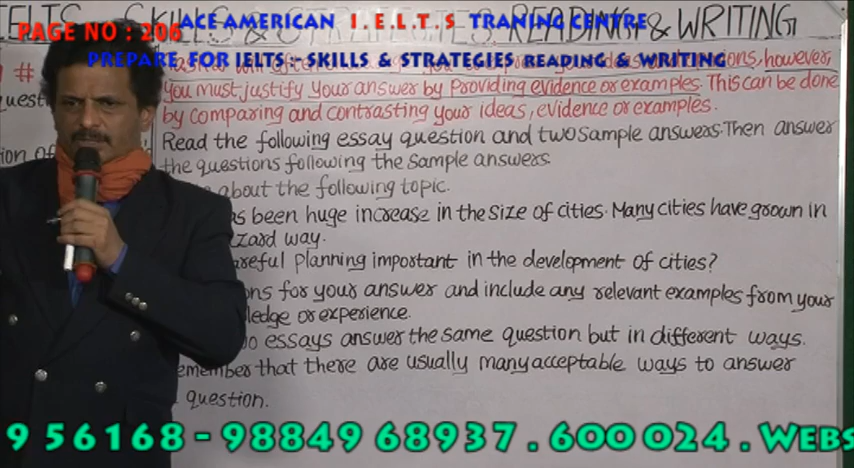 IELTS SKILLS & STRATEGIES READING & WRITING
ACE AMERICAN I.E.L.T.S TRANING CENTRE
PAGE NO : 206
PREPARE FOR IELTS:- SKILLS & STRATEGIES READING & WRITING
however,
#
you must justify your answer by Providing evidence or examples. This can be done
by comparing and contrasting your ideas, evidence or examples.
Read the following essay question and two sample answers. Then answer
the questions following the Sample answers
about the following topic.
s been huge increase in the size of cities. Many cities have grown in
zard way.
areful planning important in the development of cities?
ons for your answer and include any relevant examples from your
ledge or experience.
o essays answer the same question but in different ways.
emember that there are usually many acceptable ways to answer
question.
9 56168 - 98849 68937 . 600 024 . WEBS